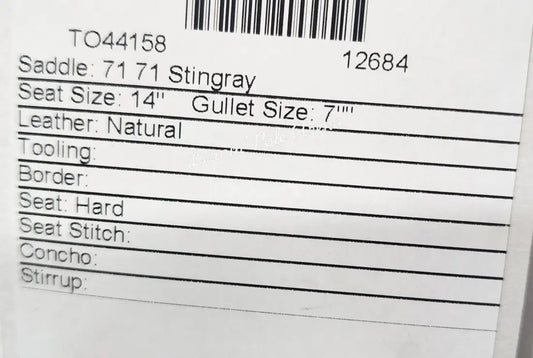 TO44158 12684
Saddle: 71 71 Stingray
Seat Size: 14" Gullet Size: 7""
Leather: Natural
Tooling:
Border:
Seat: Hard
Seat Stitch:
Concho:
Stirrup: